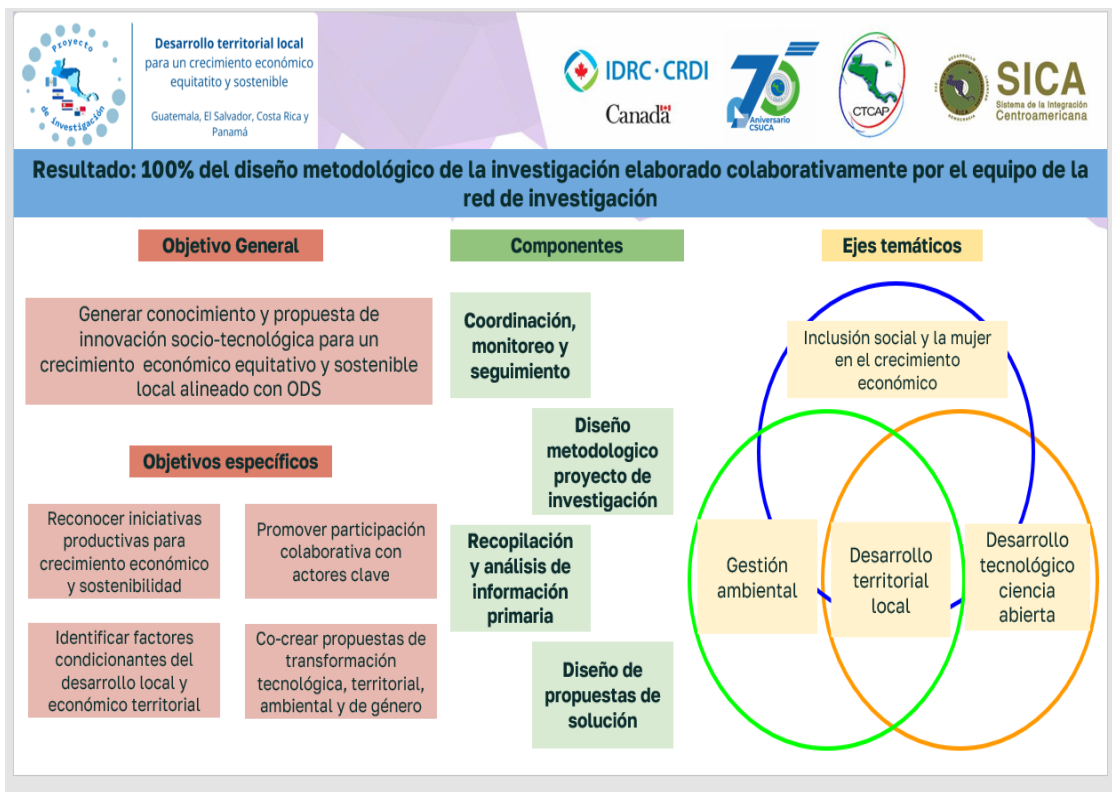 Proyecto
de investigación
Desarrollo territorial local
para un crecimiento económico
equitatito y sostenible
Guatemala, El Salvador, Costa Rica y
Panamá
IDRC · CRDI
Canada
75
Aniversario
CSUCA
CTCAP
SICA
Sistema de la Integración
Centroamericana
Resultado: 100% del diseño metodológico de la investigación elaborado colaborativamente por el equipo de la
red de investigación
Objetivo General
Generar conocimiento y propuesta de
innovación socio-tecnológica para un
crecimiento económico equitativo y sostenible
local alineado con ODS
Objetivos específicos
Reconocer iniciativas
productivas para
crecimiento económico
y sostenibilidad
Promover participación
colaborativa con
actores clave
Identificar factores
condicionantes del
desarrollo local y
económico territorial
Co-crear propuestas de
transformación
tecnológica, territorial,
ambiental y de género
Componentes
Coordinación,
monitoreo y
seguimiento
Diseño
metodologico
proyecto de
investigación
Recopilación
y análisis de
información
primaria
Diseño de
propuestas de
solución
Ejes temáticos
Inclusión social y la mujer
en el crecimiento
económico
Gestión
ambiental
Desarrollo
territorial
local
Desarrollo
tecnológico
ciencia
abierta